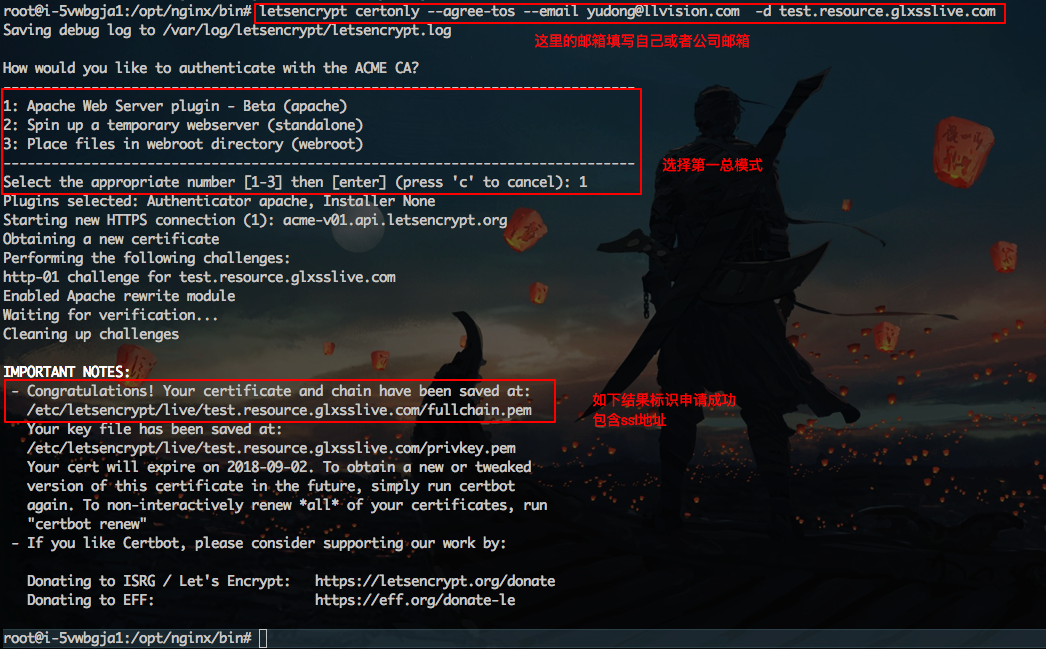 root@i-5vwbgja1:/opt/nginx/bin# letsencrypt certonly --agree-tos --email yudong@llvision.com  -d test.resource.glxsslive.com
Saving debug log to /var/log/letsencrypt/letsencrypt.log
这里的邮箱填写自己或者公司邮箱
How would you like to authenticate with the ACME CA?
-------------------------------------------------------------------------------
1: Apache Web Server plugin - Beta (apache)
2: Spin up a temporary webserver (standalone)
3: Place files in webroot directory (webroot)
-------------------------------------------------------------------------------
选择第一总模式
Select the appropriate number [1-3] then [enter] (press 'c' to cancel): 1
Plugins selected: Authenticator apache, Installer None
Starting new HTTPS connection (1): acme-v01.api.letsencrypt.org
Obtaining a new certificate
Performing the following challenges:
http-01 challenge for test.resource.glxsslive.com
Enabled Apache rewrite module
Waiting for verification...
Cleaning up challenges
IMPORTANT NOTES:
- Congratulations! Your certificate and chain have been saved at:
/etc/letsencrypt/live/test.resource.glxsslive.com/fullchain.pem
如下结果标识申请成功
包含ssl地址
Your key file has been saved at:
/etc/letsencrypt/live/test.resource.glxsslive.com/privkey.pem
Your cert will expire on 2018-09-02. To obtain a new or tweaked
version of this certificate in the future, simply run certbot
again. To non-interactively renew *all* of your certificates, run
"certbot renew"
- If you like Certbot, please consider supporting our work by:
Donating to ISRG / Let's Encrypt:   https://letsencrypt.org/donate
Donating to EFF:                    https://eff.org/donate-le
root@i-5vwbgja1:/opt/nginx/bin#